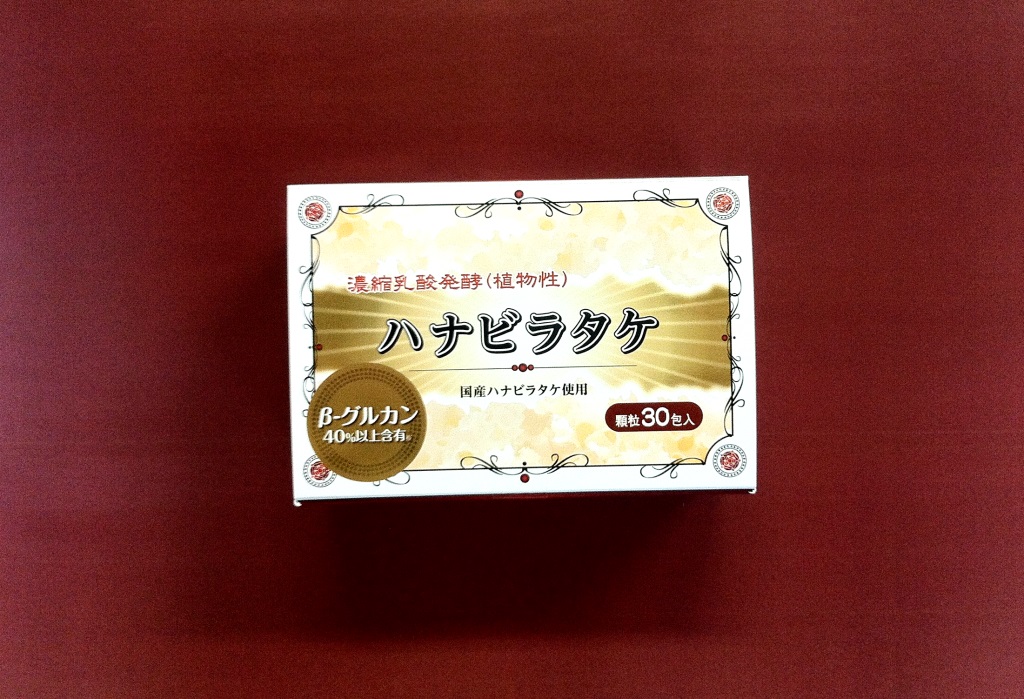 濃縮乳酸発酵(植物性)
ハナビラタケ
国産ハナビラタケ使用
β-グルカン
40%以上含有
顆粒30包入